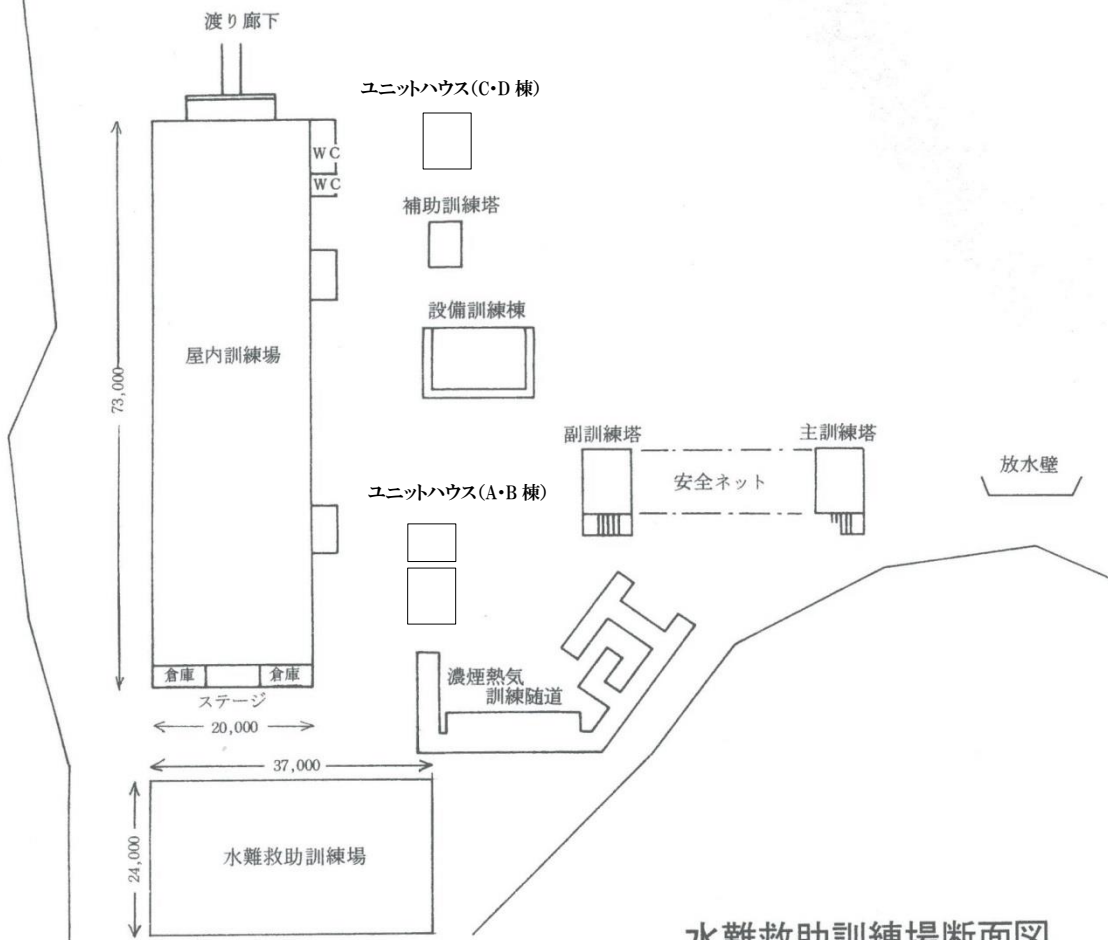 渡り廊下
ユニットハウス(C・D 棟)
WC
WC
補助訓練塔
設備訓練棟
屋内訓練場
73,000
副訓練塔
主訓練塔
安全ネット
放水壁
ユニットハウス(A・B 棟)
倉庫
倉庫
ステージ
濃煙熱気
訓練随道
20,000
37,000
24,000
水難救助訓練場
水難救助訓練場断面図